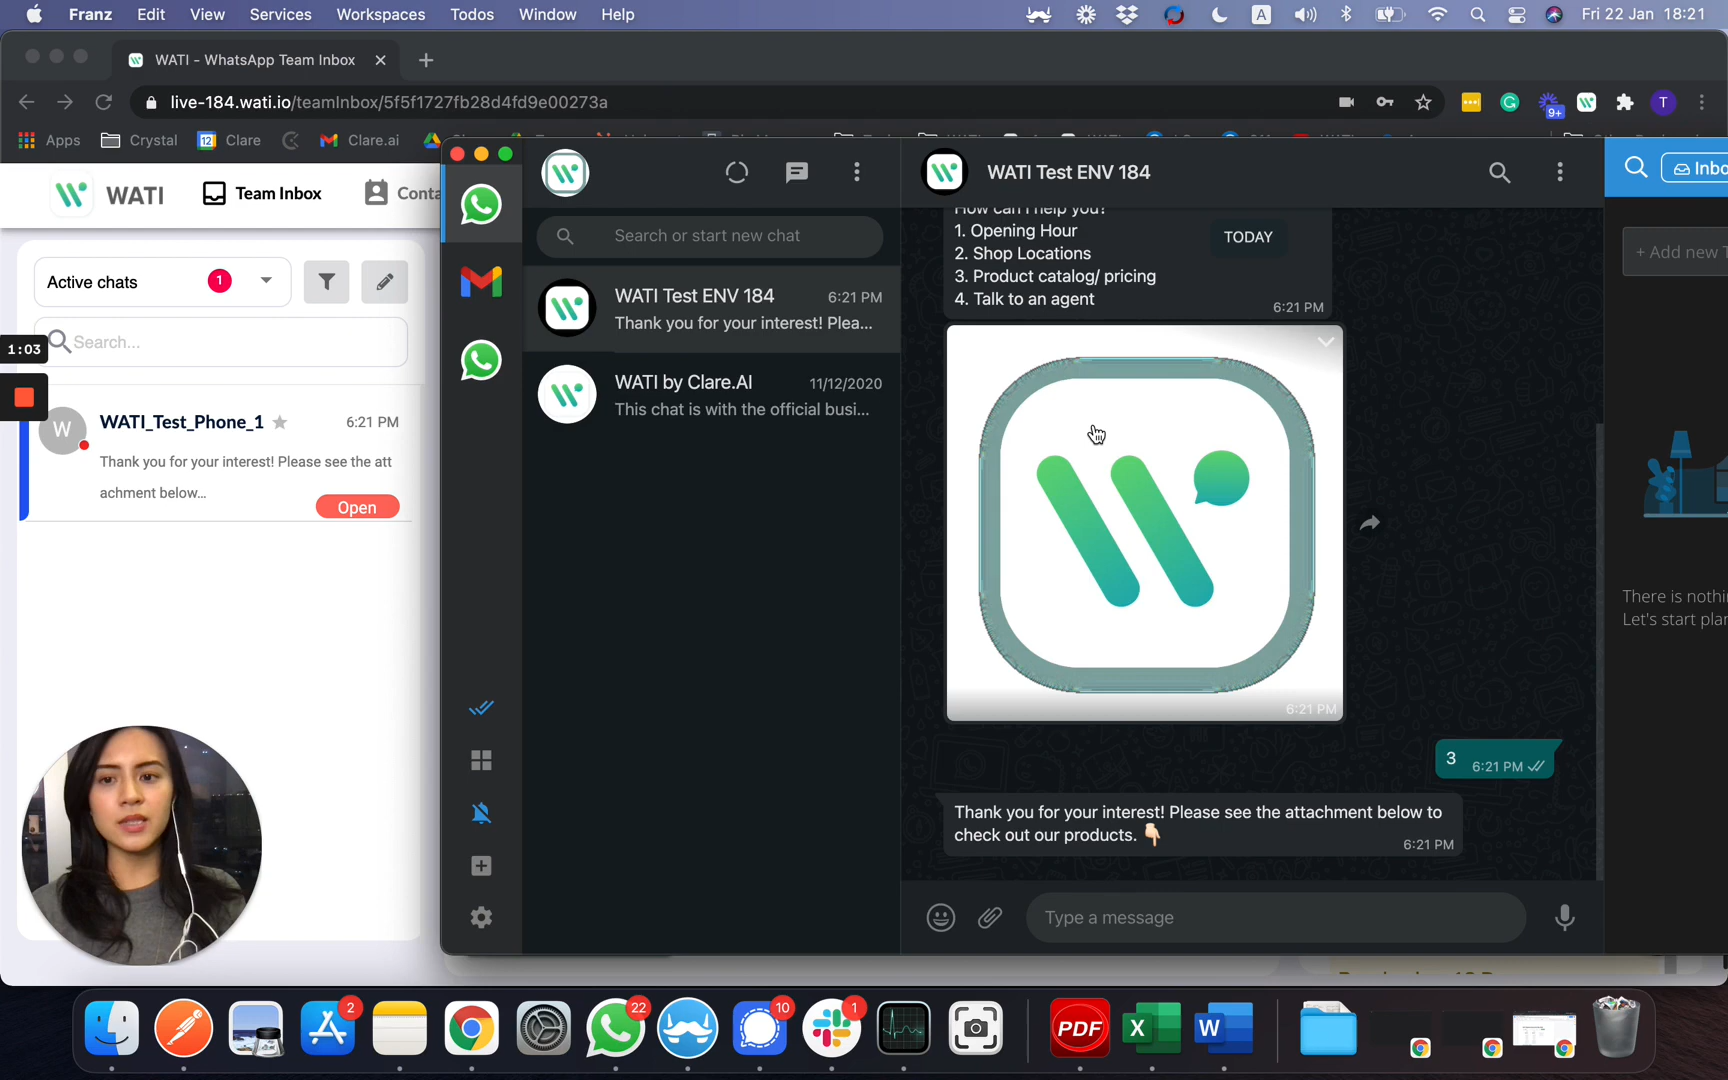 Franz Edit View Services Workspaces Todos Window Help
A
Fri 22 Jan 18:21
WATI - WhatsApp Team Inbox
live-184.wati.io/teamInbox/5f5f1727fb28d4fd9e00273a
9+
T
Apps Crystal 12 Clare Clare.ai
WATI Team Inbox Conta
WATI Test ENV 184
Inbo
Active chats 1
Search...
1:03
W
WATI_Test_Phone_1 6:21 PM
Thank you for your interest! Please see the att
achment below...
Open
Search or start new chat
WATI Test ENV 184 6:21 PM
Thank you for your interest! Plea...
WATI by Clare.AI 11/12/2020
This chat is with the official busi...
How can I help you?
1. Opening Hour
2. Shop Locations
3. Product catalog/ pricing
4. Talk to an agent
6:21 PM
TODAY
6:21 PM
3 6:21 PM
Thank you for your interest! Please see the attachment below to
check out our products. 👇🏻
6:21 PM
Type a message
+ Add new T
There is nothi
Let's start plan
2
22
10
1
PDF
X
W